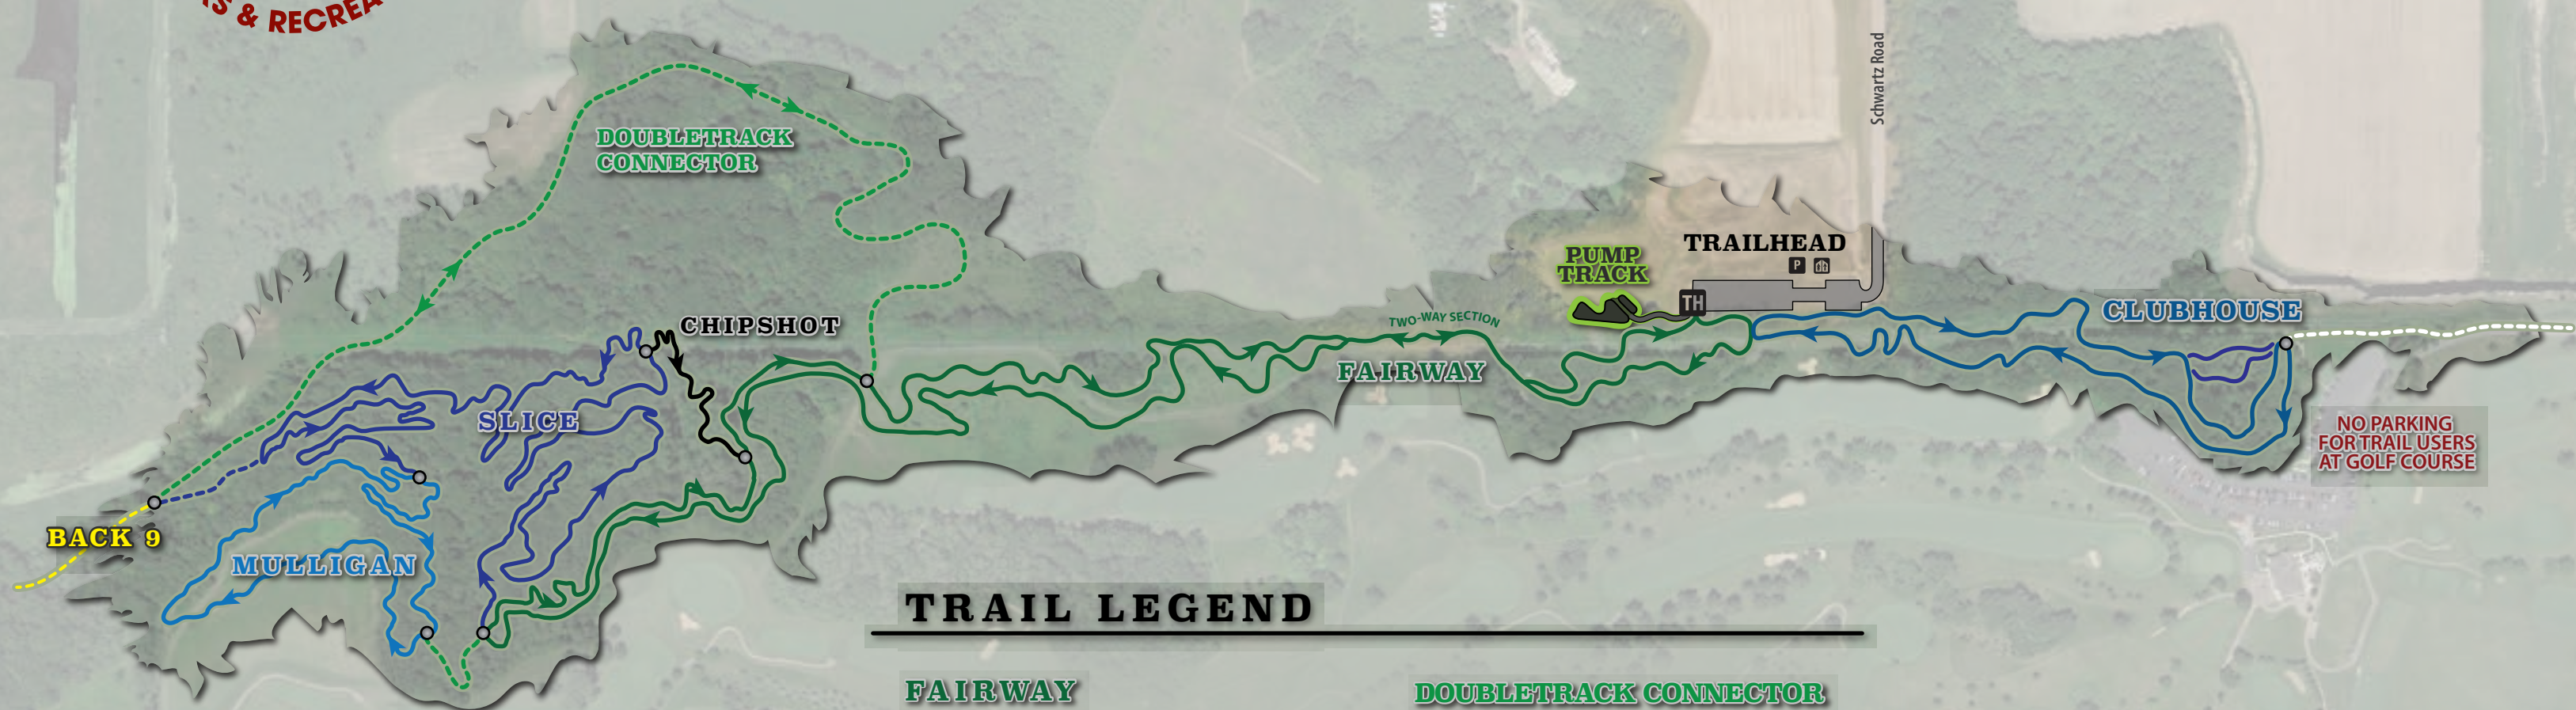 & RECREA
Schwartz Road
DOUBLETRACK
CONNECTOR
TRAILHEAD
P
PUMP
TRACK
TH
CLUBHOUSE
TWO-WAY SECTION
CHIPSHOT
FAIRWAY
SLICE
NO PARKING
FOR TRAIL USERS
AT GOLF COURSE
BACK 9
MULLIGAN
TRAIL LEGEND
FAIRWAY
DOUBLETRACK CONNECTOR